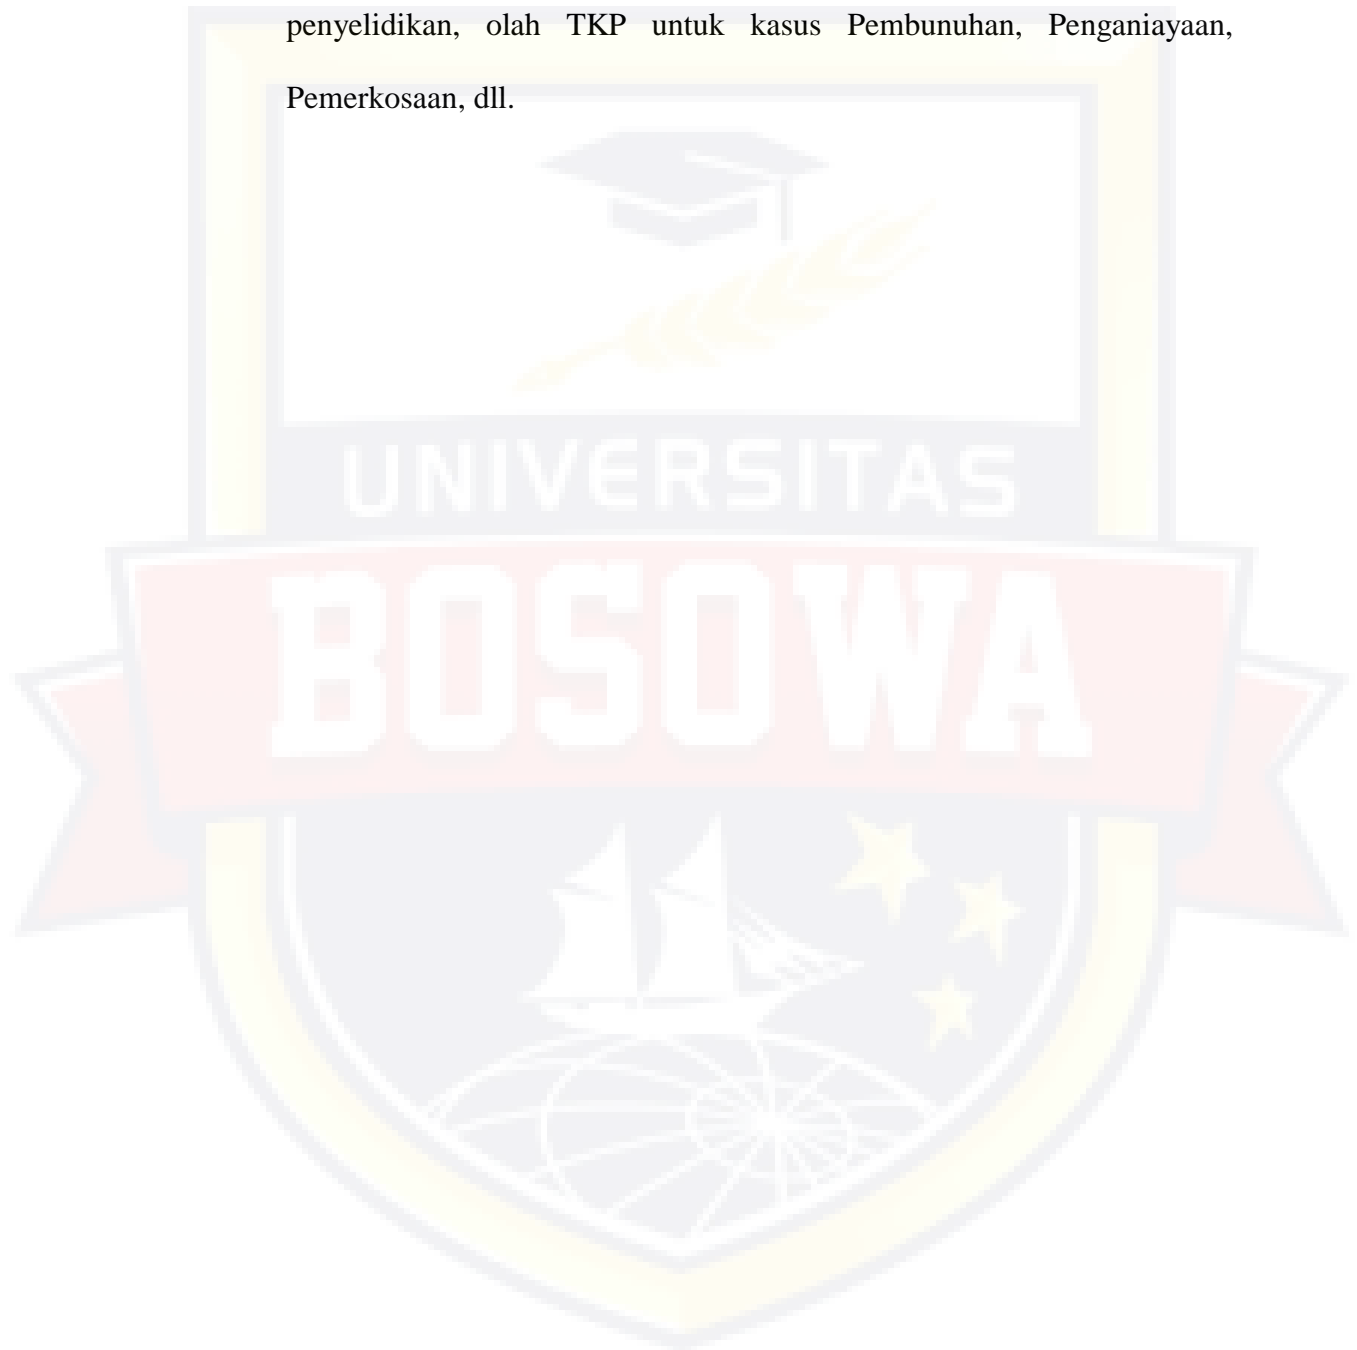 penyelidikan, olah TKP untuk kasus Pembunuhan, Penganiayaan,
Pemerkosaan, dll.
UNIVERSITAS
BOSOWA